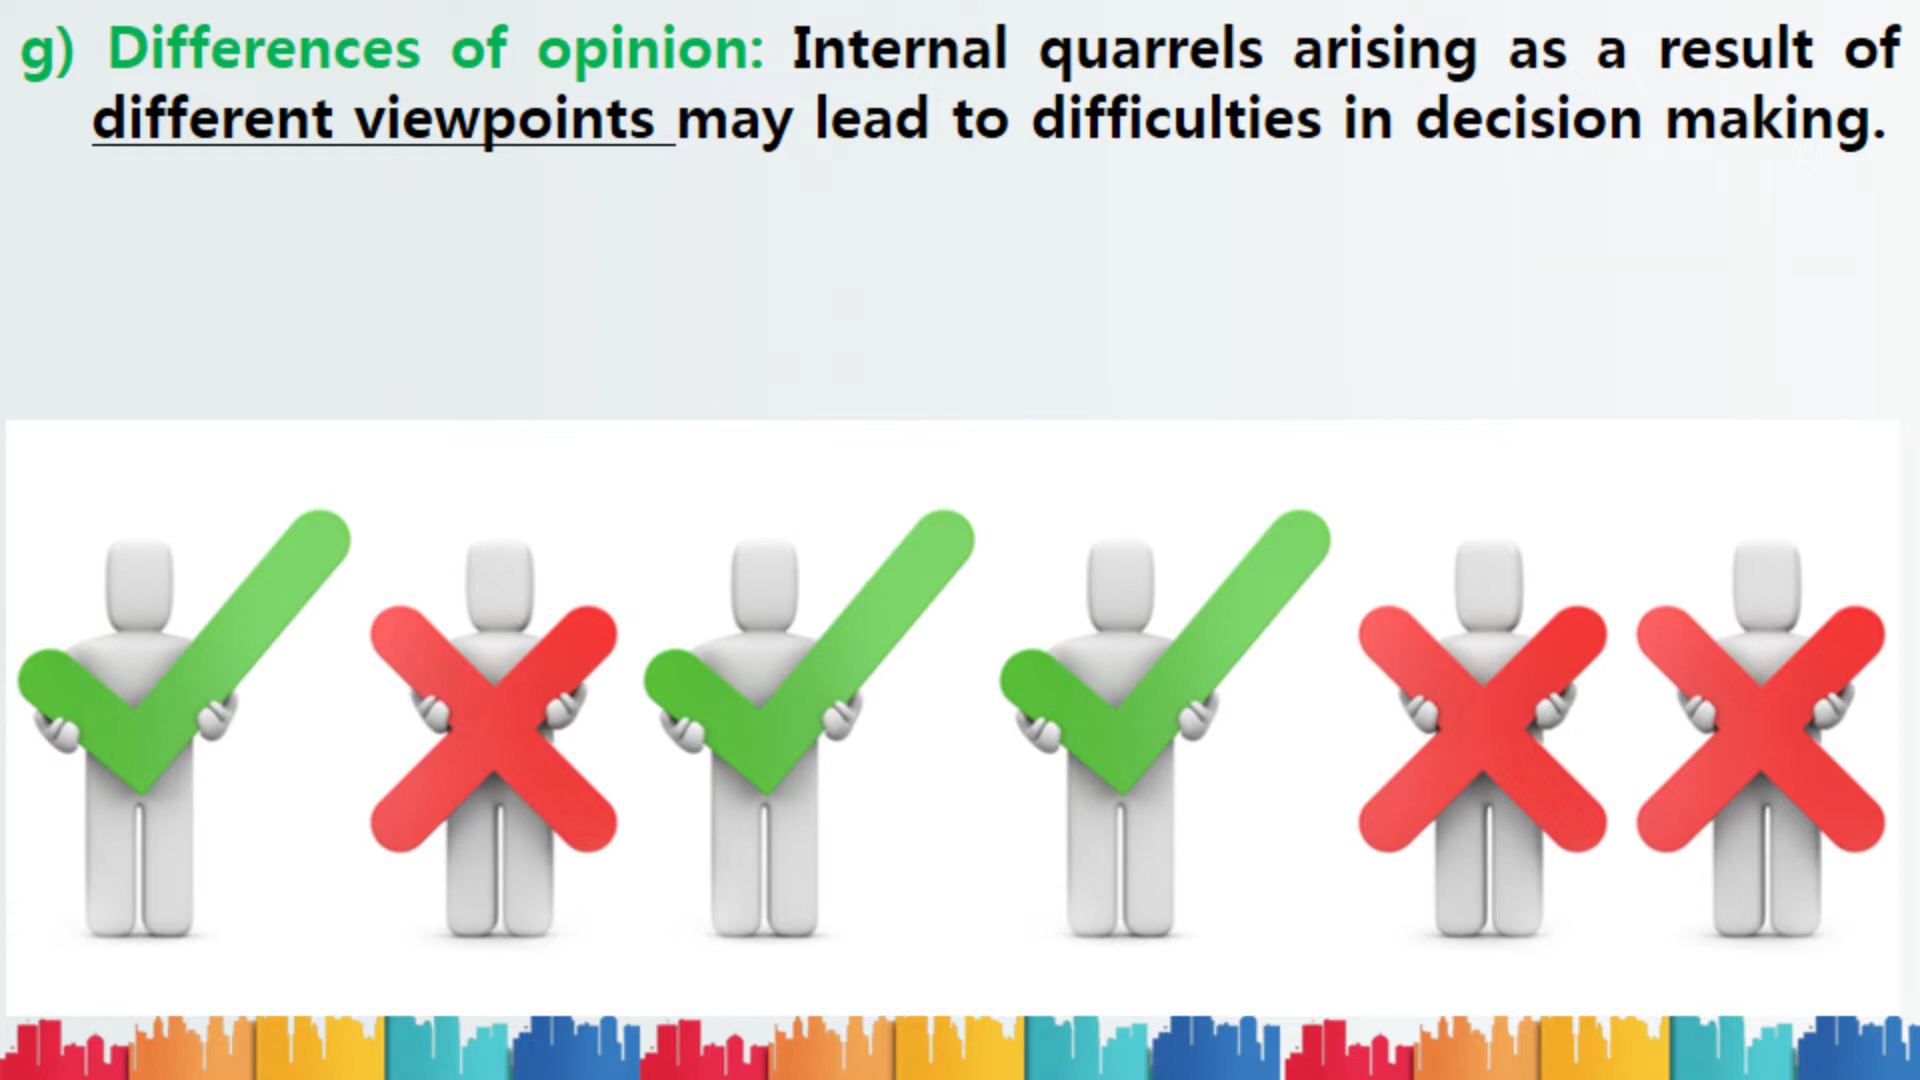 g) Differences of opinion: Internal quarrels arising as a result of
different viewpoints may lead to difficulties in decision making.